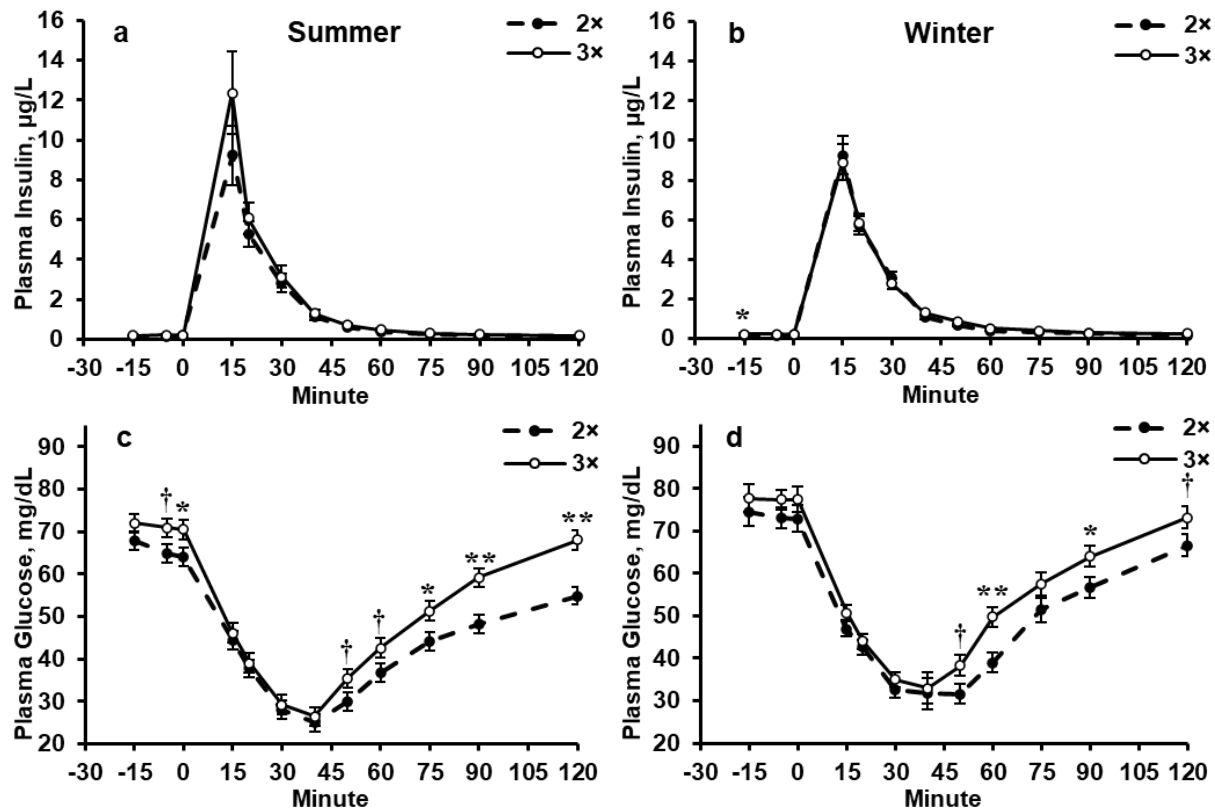 a Summer
2×
3×
Plasma Insulin, µg/L
16
14
12
10
8
6
4
2
0
-30 -15 0 15 30 45 60 75 90 105 120
Minute
b Winter
2×
3×
Plasma Insulin, µg/L
16
14
12
10
8
6
4
2
0
*
-30 -15 0 15 30 45 60 75 90 105 120
Minute
c
2×
3×
Plasma Glucose, mg/dL
90
80
70
60
50
40
30
20
† * † † * ** **
-30 -15 0 15 30 45 60 75 90 105 120
Minute
d
2×
3×
Plasma Glucose, mg/dL
90
80
70
60
50
40
30
20
† ** * †
-30 -15 0 15 30 45 60 75 90 105 120
Minute